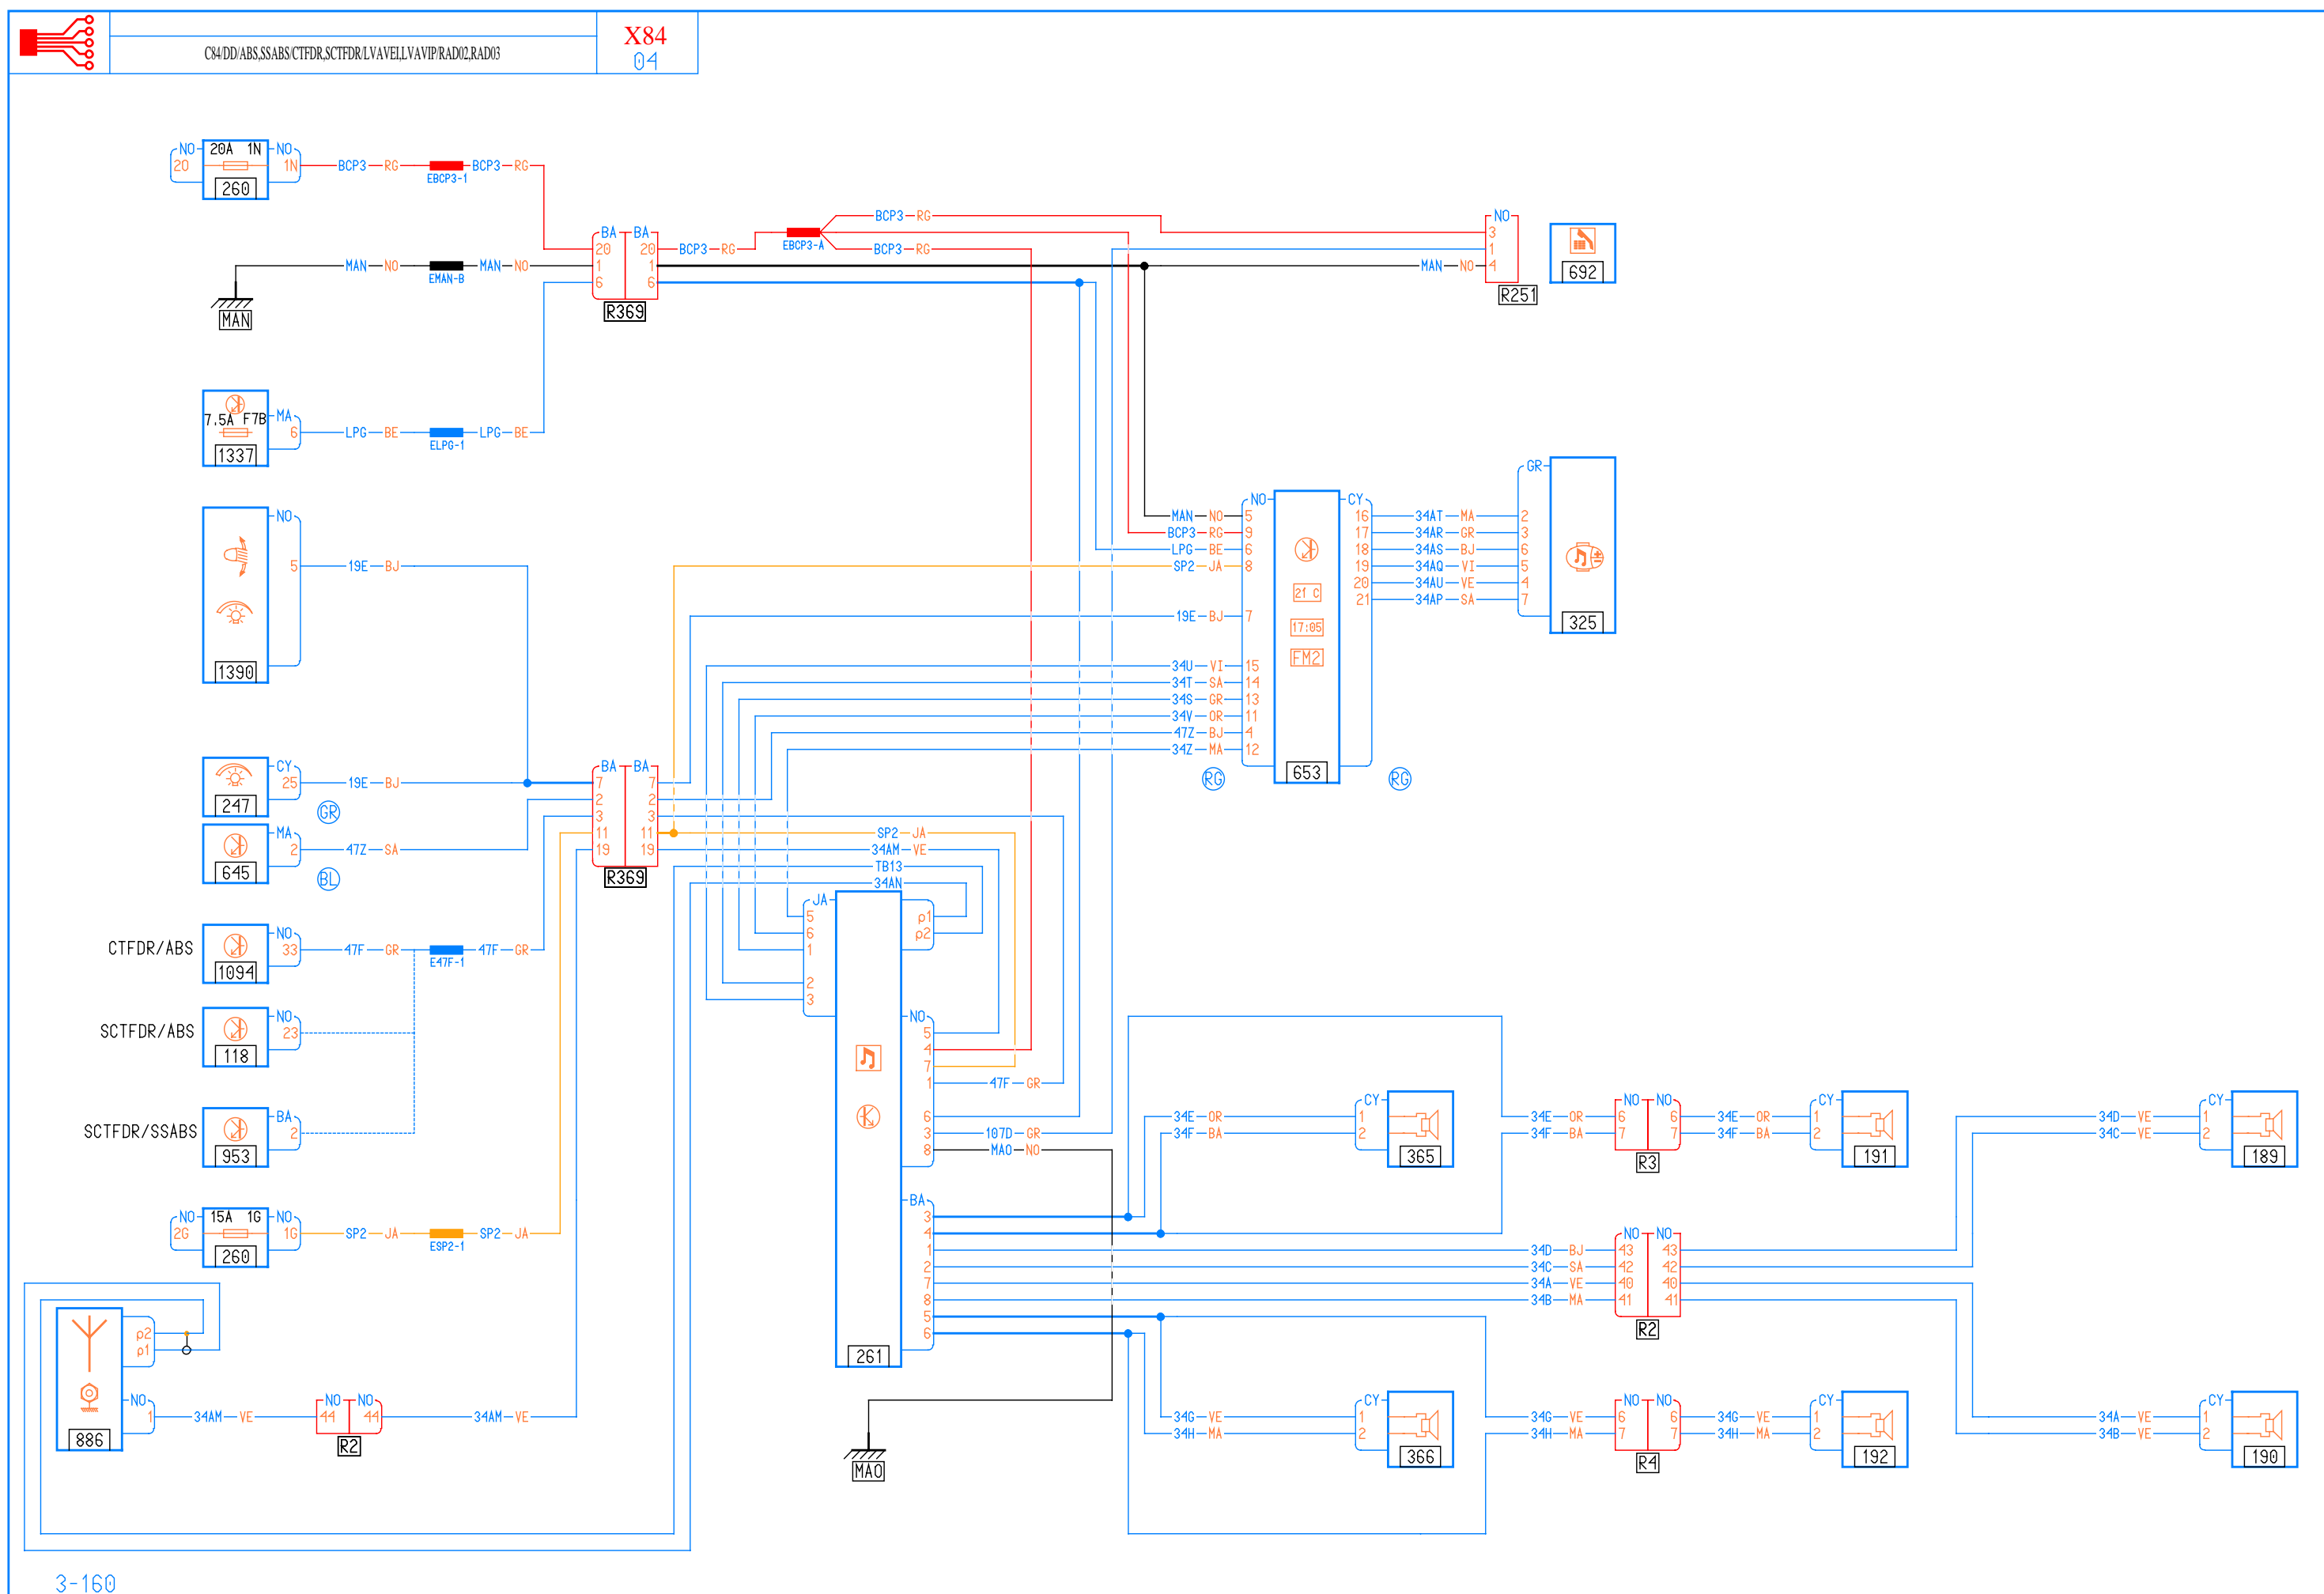 C84/DD/ABS,SSABS/CTFDR,SCTFDR/LVAVEL,LVAVIP/RAD02,RAD03
X84
04
NO 20A 1N NO
20 1N BCP3 RG BCP3 RG
EBCP3-1
260
BCP3 RG
NO
BA BA
20 20 BCP3 RG BCP3 RG 3
EBCP3-A
1
MAN NO MAN NO 1 1 MAN NO 4
EMAN-B
6 6
692
R251
MAN
R369
7.5A F7B MA
6 LPG BE LPG BE
ELPG-1
1337
GR
NO
5 19E BJ
1390
NO CY
MAN NO 5 16 34AT MA 2
BCP3 RG 9 17 34AR GR 3
LPG BE 6 18 34AS BJ 6
SP2 JA 8 19 34AQ VI 5
20 34AU VE 4
21 34AP SA 7
21 C
19E BJ 7
17:05
325
FM2
34U VI 15
34T SA 14
34S GR 13
34V OR 11
47Z BJ 4
34Z MA 12
653
RG RG
CY
25 19E BJ
247
GR
BA BA
7 7
2 2
3 3
11 11 SP2 JA
19 19 34AM VE
R369
MA
2 47Z SA
645
BL
TB13
34AN
JA
5 p1
6 p2
1
2
3
CTFDR/ABS
NO
33 47F GR 47F GR
E47F-1
1094
SCTFDR/ABS
NO
23
118
SCTFDR/SSABS
BA
2
953
NO
5
4
7
1 47F GR
6
3 107D GR
8 MAO NO
CY
34E OR 1
34F BA 2
365
NO NO
34E OR 6 6 34E OR
34F BA 7 7 34F BA
R3
CY
1
2
191
CY
34D VE 1
34C VE 2
189
NO 15A 1G NO
2G 1G SP2 JA SP2 JA
ESP2-1
260
BA
3
4
1
2
7
8
5
6
261
NO NO
34D BJ 43 43
34C SA 42 42
34A VE 40 40
34B MA 41 41
R2
p2
p1
NO
1 34AM VE
886
NO NO
44 44 34AM VE
R2
MAO
CY
34G VE 1
34H MA 2
366
NO NO
34G VE 6 6 34G VE
34H MA 7 7 34H MA
R4
CY
1
2
192
CY
34A VE 1
34B VE 2
190
3-160